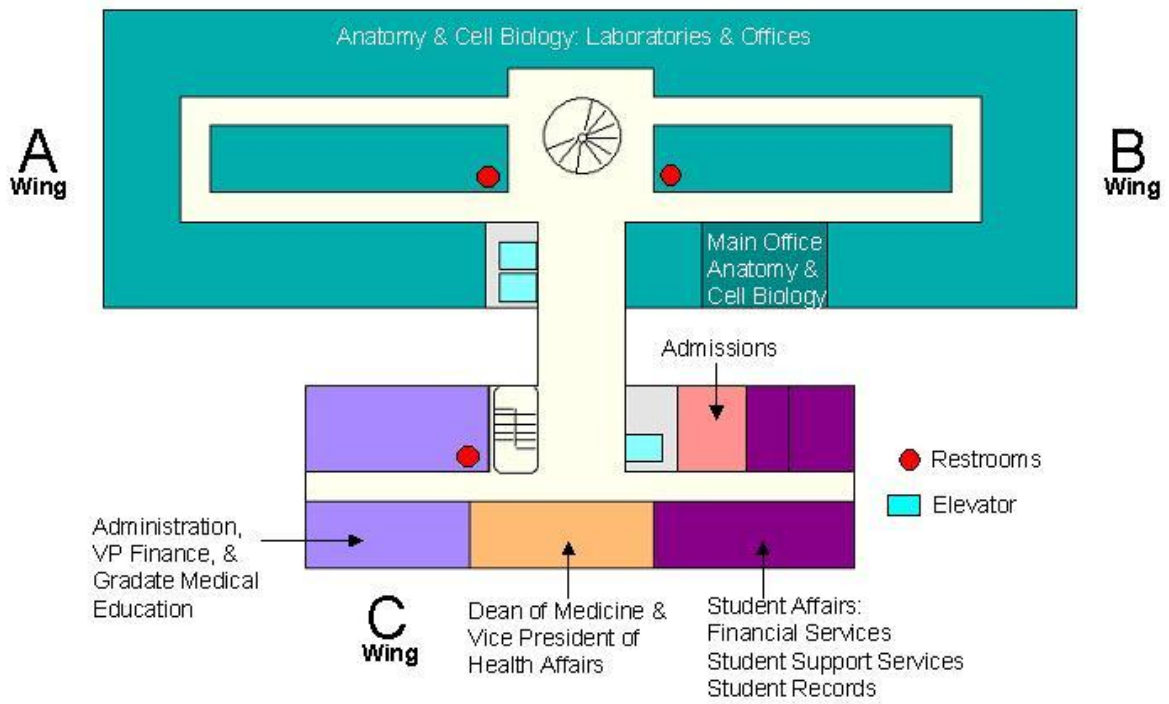 Anatomy & Cell Biology: Laboratories & Offices
A
Wing
B
Wing
Main Office
Anatomy &
Cell Biology
Admissions
Restrooms
Elevator
Administration,
VP Finance, &
Gradate Medical
Education
C
Wing
Dean of Medicine &
Vice President of
Health Affairs
Student Affairs:
Financial Services
Student Support Services
Student Records